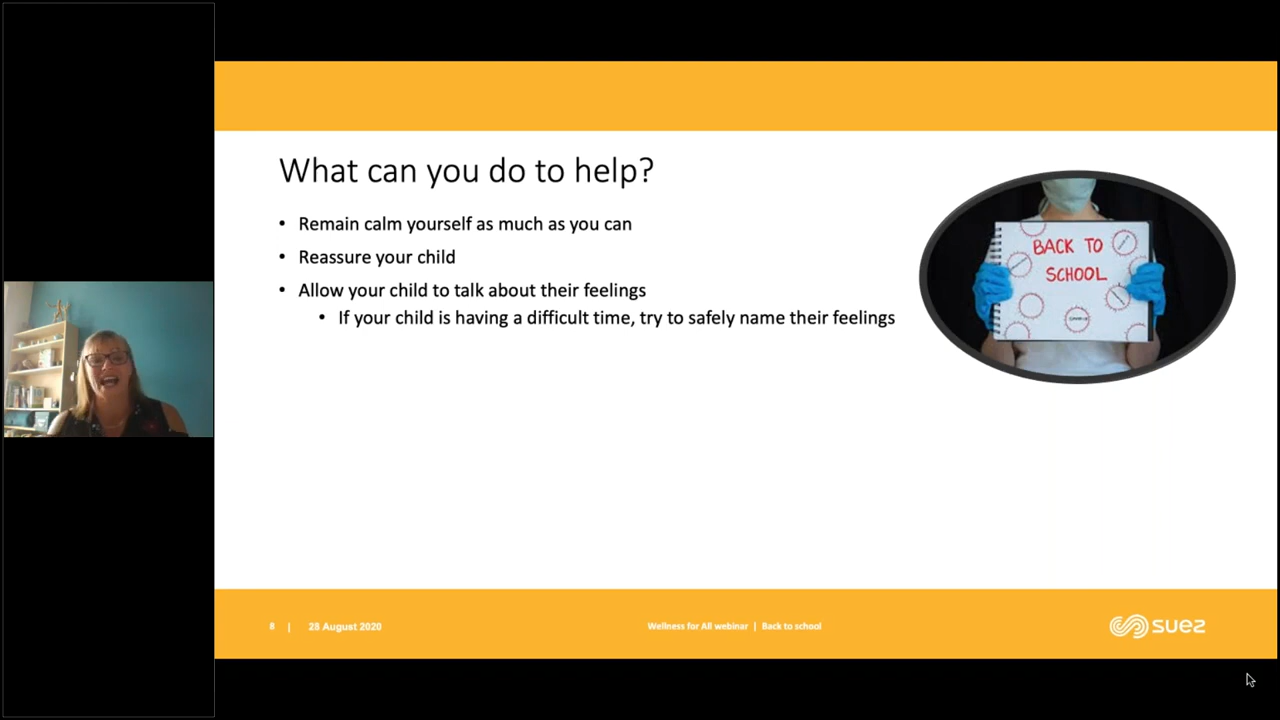 What can you do to help?
• Remain calm yourself as much as you can
• Reassure your child
• Allow your child to talk about their feelings
• If your child is having a difficult time, try to safely name their feelings
BACK TO
SCHOOL
8 | 28 August 2020
Wellness for All webinar | Back to school
suez